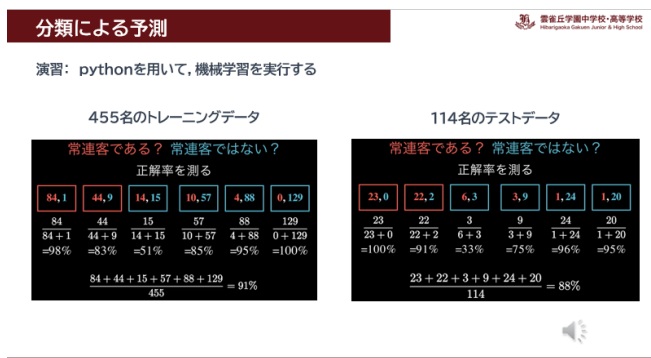 分類による予測
雲雀丘学園中学校・高等学校
Hibarigaoka Gakuen Junior & High School
演習： pythonを用いて，機械学習を実行する
455名のトレーニングデータ
常連客である？ 常連客ではない？
正解率を測る
84, 1 44, 9 14, 15 10, 57 4, 88 0, 129
84 44 15 57 88 129
84 + 1 44 + 9 14 + 15 10 + 57 4 + 88 0 + 129
=98% =83% =51% =85% =95% =100%
84 + 44 + 15 + 57 + 88 + 129
455
= 91%
114名のテストデータ
常連客である？ 常連客ではない？
正解率を測る
23, 0 22, 2 6, 3 3, 9 1, 24 1, 20
23 22 3 9 24 20
23 + 0 22 + 2 6 + 3 3 + 9 1 + 24 1 + 20
=100% =91% =33% =75% =96% =95%
23 + 22 + 3 + 9 + 24 + 20
114
= 88%